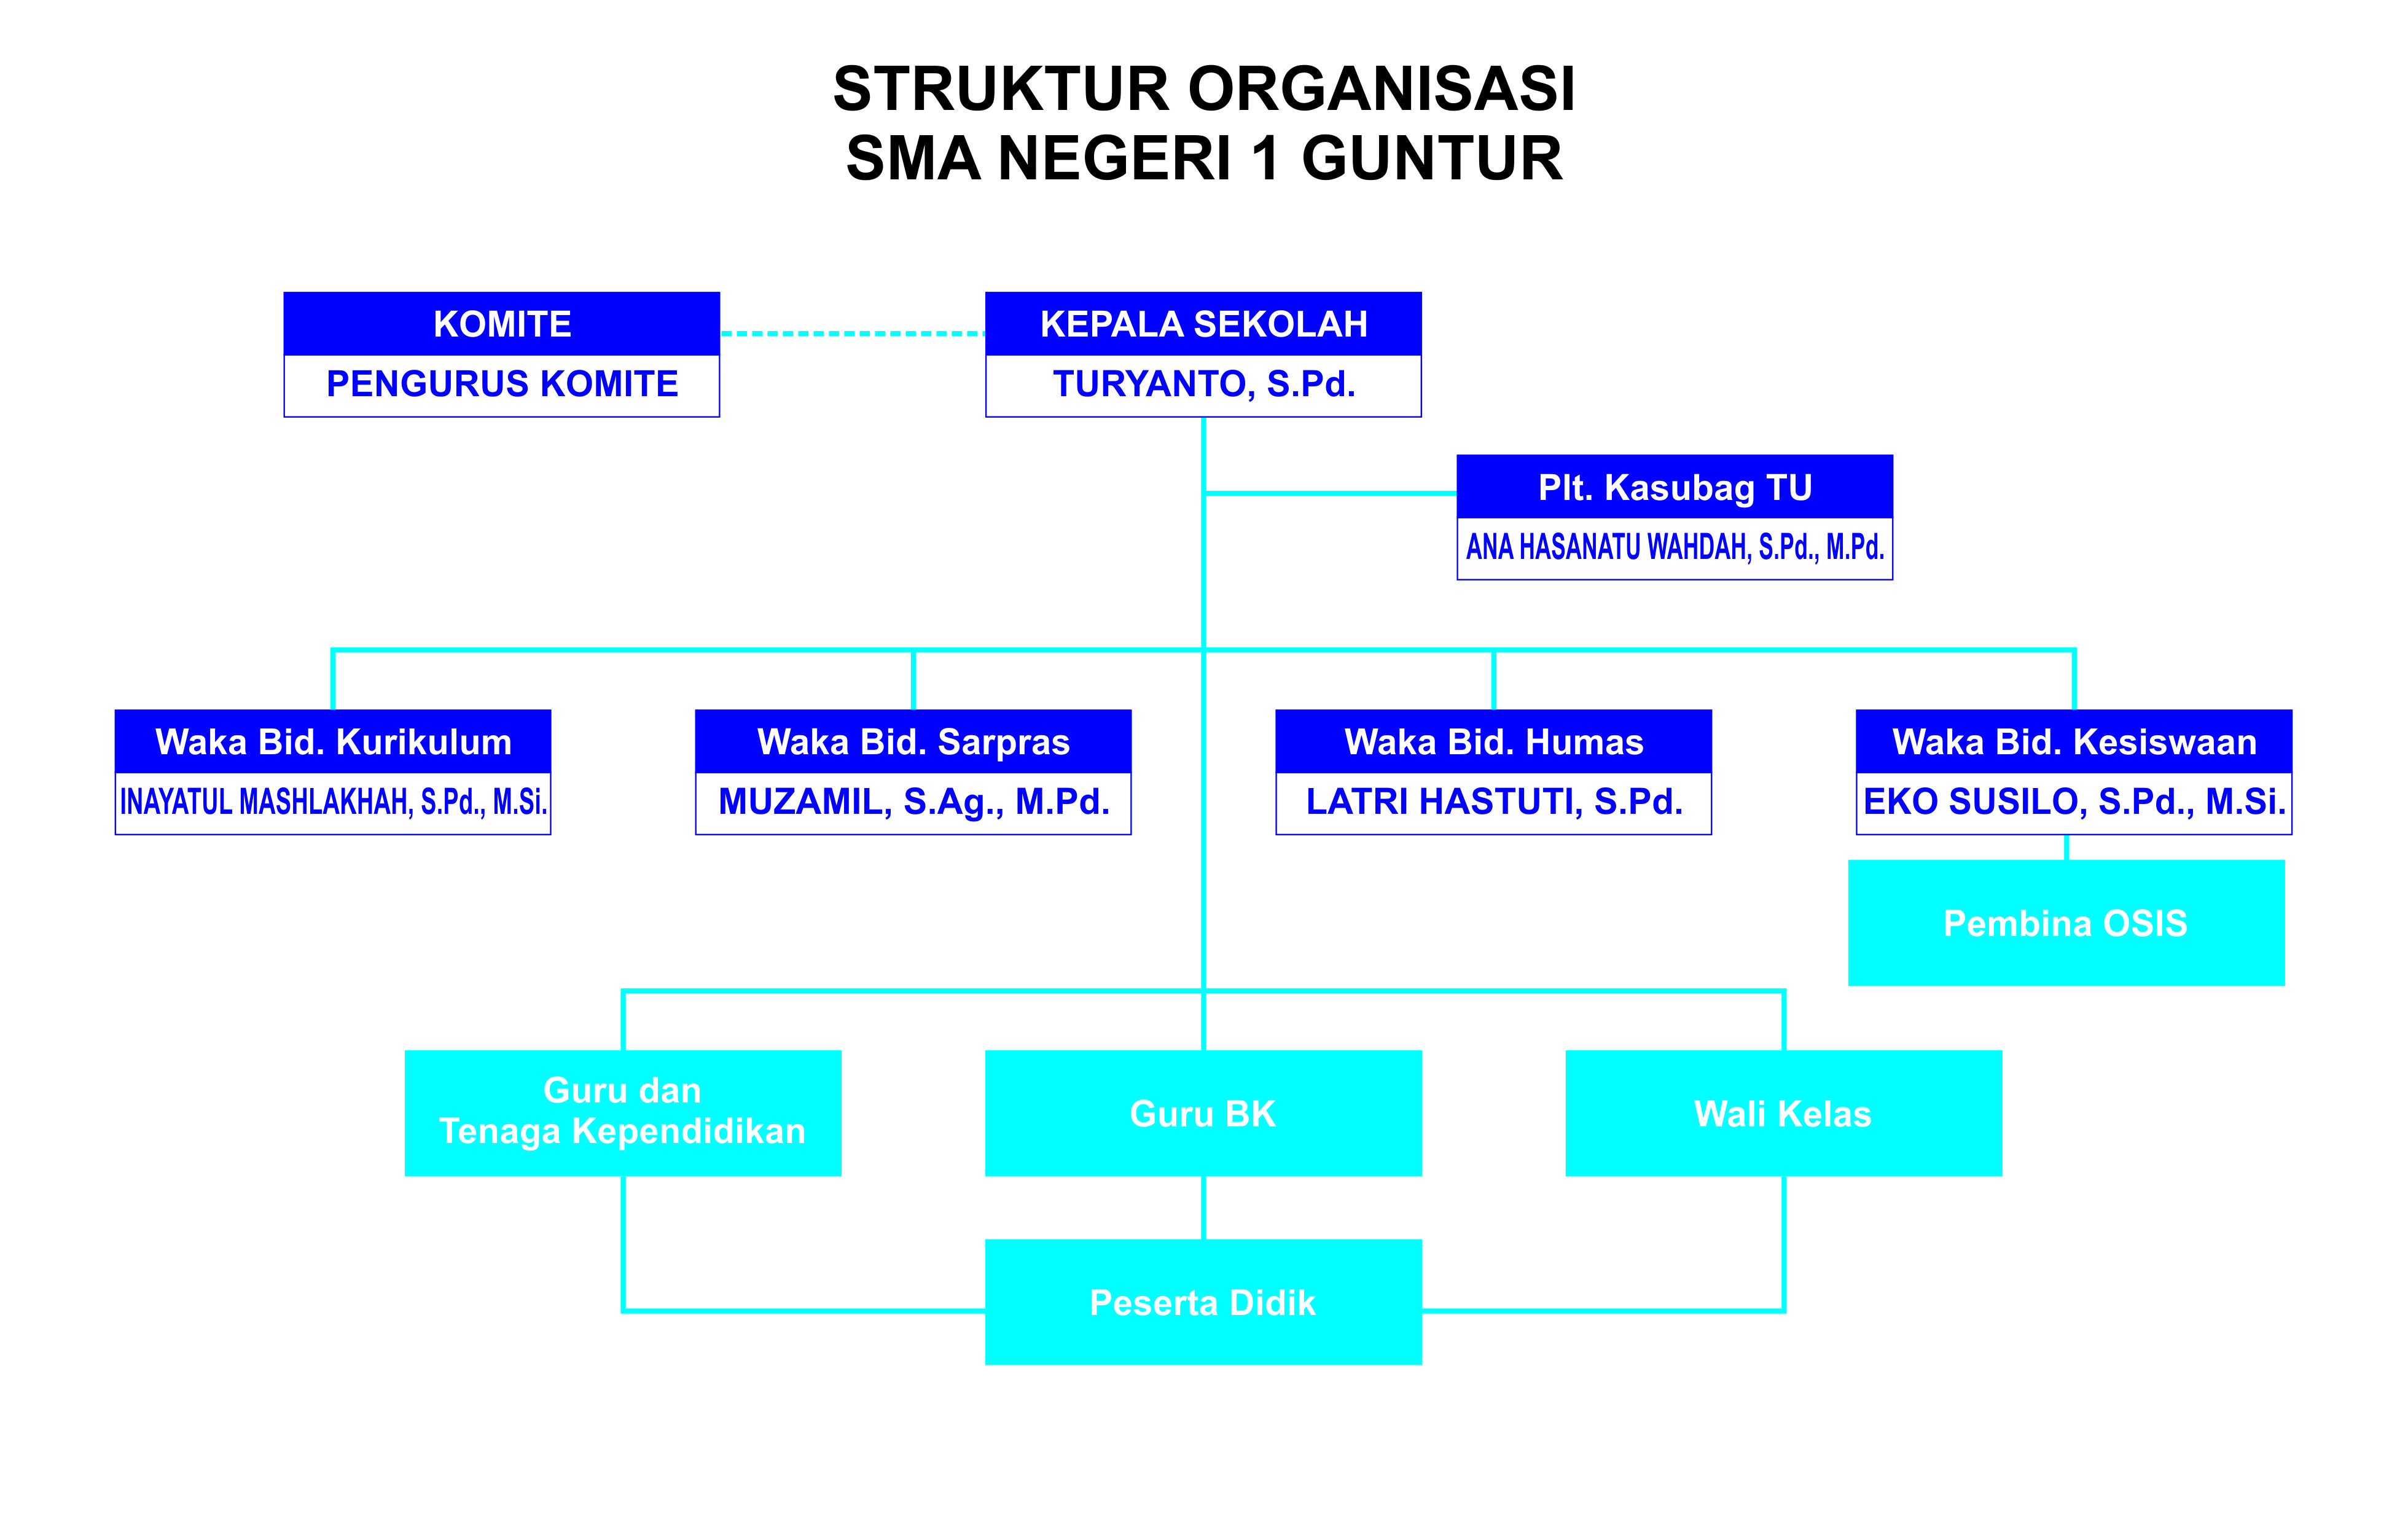 STRUKTUR ORGANISASI
SMA NEGERI 1 GUNTUR
KOMITE
PENGURUS KOMITE
KEPALA SEKOLAH
TURYANTO, S.Pd.
Plt. Kasubag TU
ANA HASANATU WAHDAH, S.Pd., M.Pd.
Waka Bid. Kurikulum
INAYATUL MASHLAKHAH, S.Pd., M.Si.
Waka Bid. Sarpras
MUZAMIL, S.Ag., M.Pd.
Waka Bid. Humas
LATRI HASTUTI, S.Pd.
Waka Bid. Kesiswaan
EKO SUSILO, S.Pd., M.Si.
Pembina OSIS
Guru dan
Tenaga Kependidikan
Guru BK
Wali Kelas
Peserta Didik